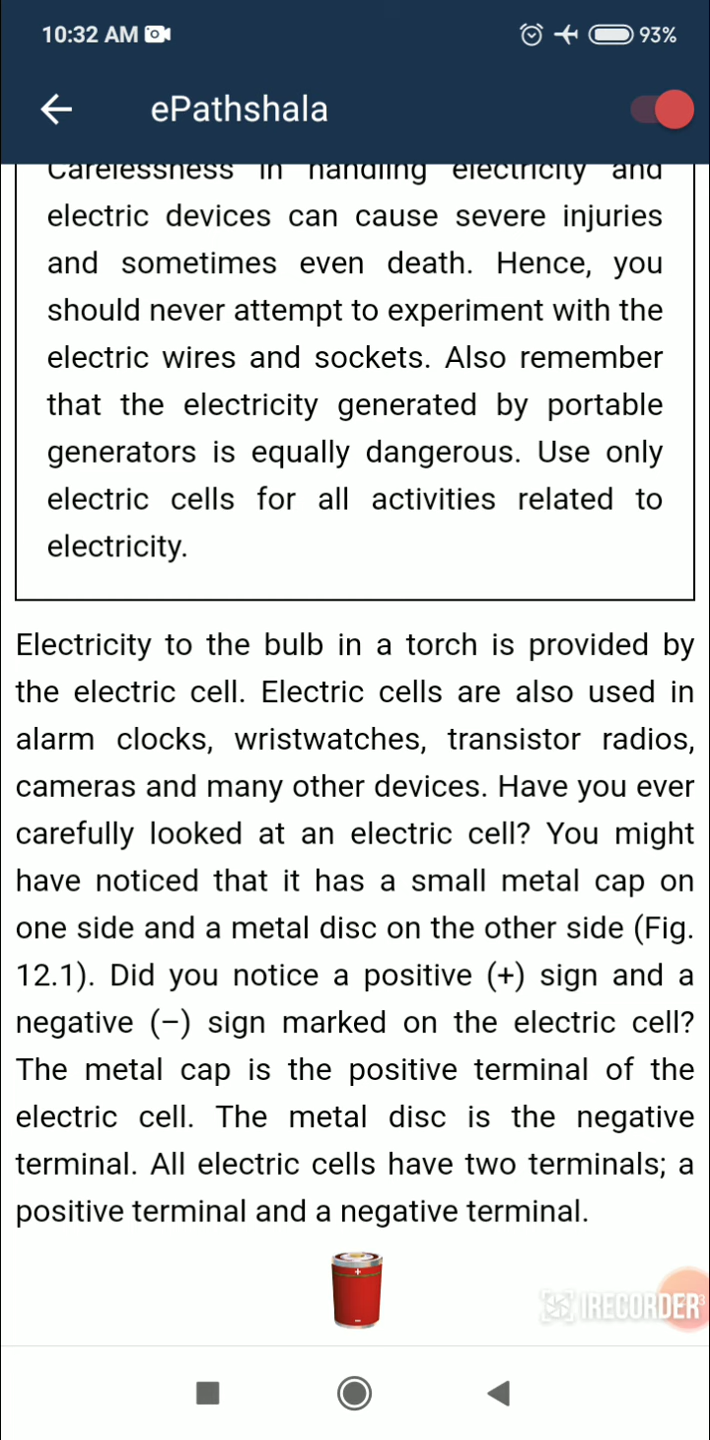 10:32 AM
93%
ePathshala
Carelessness in handling electricity and
electric devices can cause severe injuries
and sometimes even death. Hence, you
should never attempt to experiment with the
electric wires and sockets. Also remember
that the electricity generated by portable
generators is equally dangerous. Use only
electric cells for all activities related to
electricity.
Electricity to the bulb in a torch is provided by
the electric cell. Electric cells are also used in
alarm clocks, wristwatches, transistor radios,
cameras and many other devices. Have you ever
carefully looked at an electric cell? You might
have noticed that it has a small metal cap on
one side and a metal disc on the other side (Fig.
12.1). Did you notice a positive (+) sign and a
negative (−) sign marked on the electric cell?
The metal cap is the positive terminal of the
electric cell. The metal disc is the negative
terminal. All electric cells have two terminals; a
positive terminal and a negative terminal.
+
−
IRECORDER